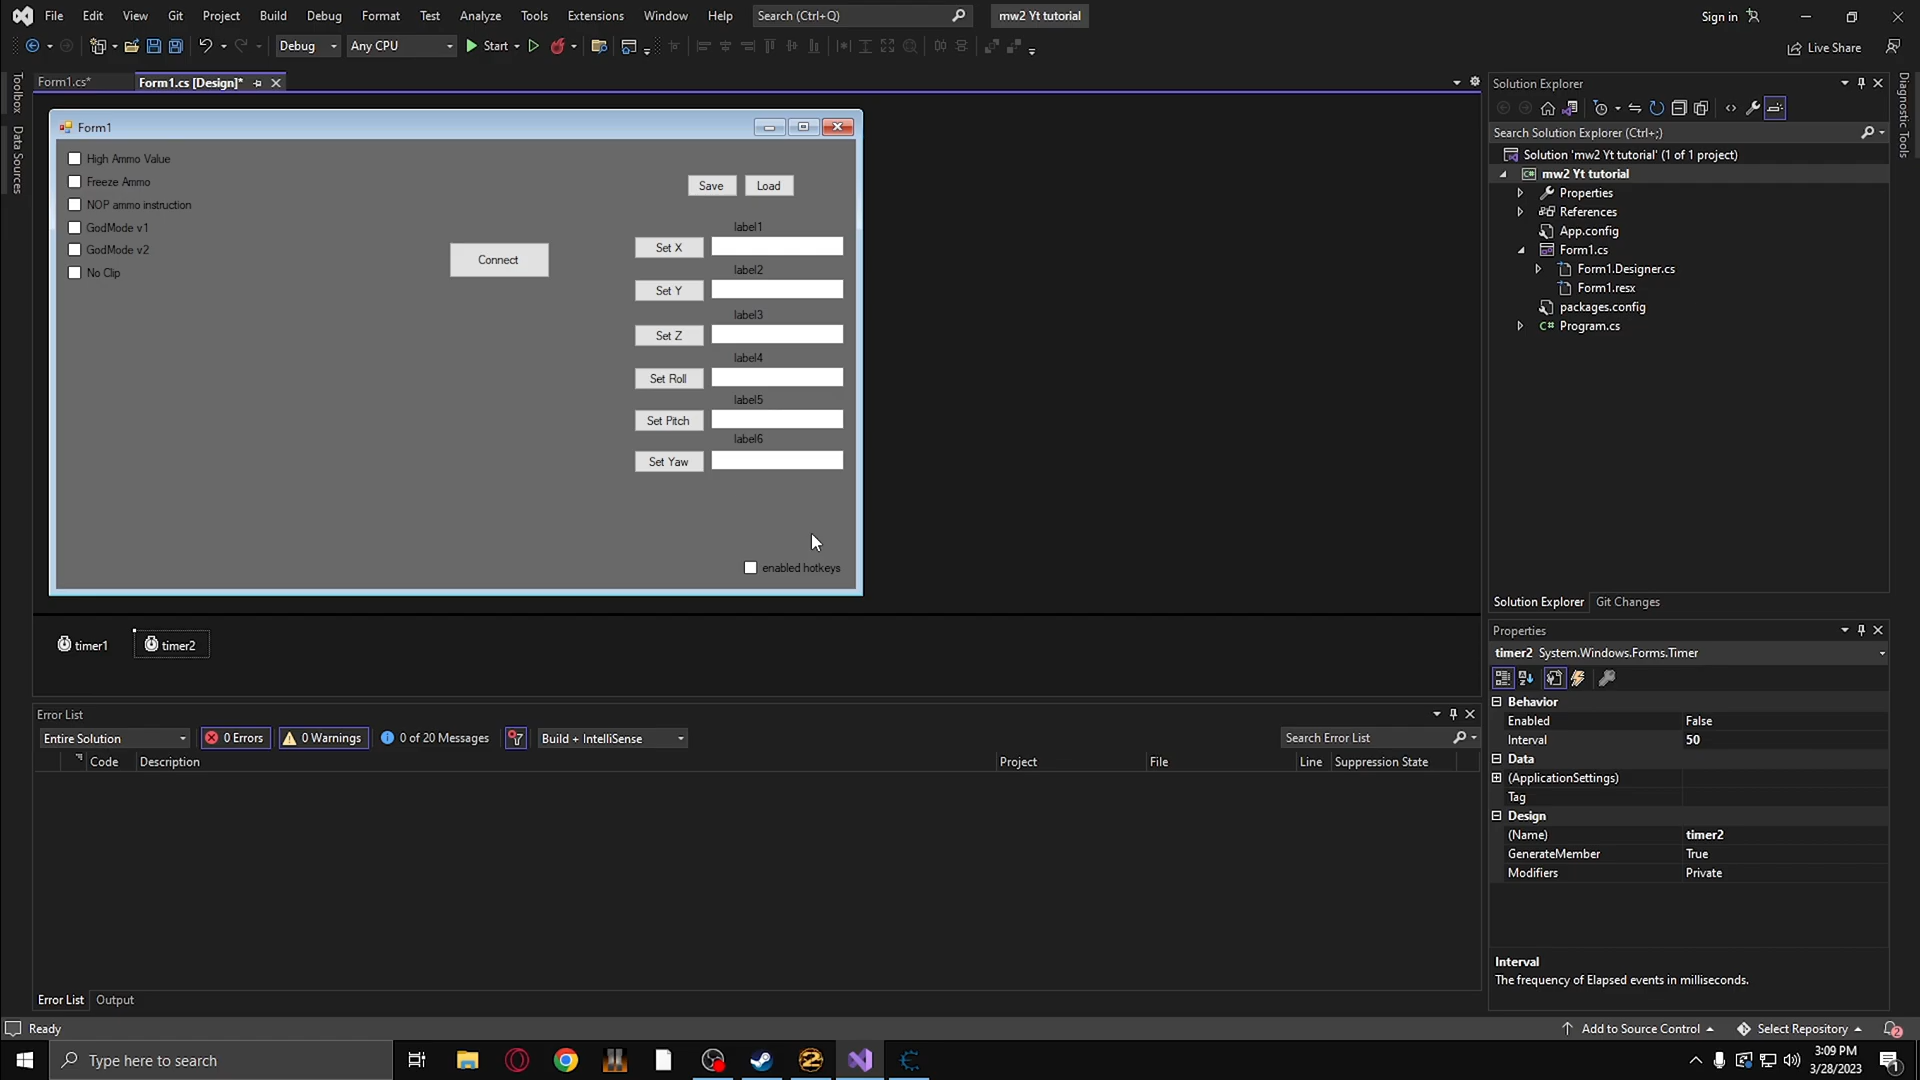 File Edit View Git Project Build Debug Format Test Analyze Tools Extensions Window Help Search (Ctrl+Q) mw2 Yt tutorial Sign in
Debug Any CPU Start Live Share
Toolbox
Data Sources
Form1.cs* Form1.cs [Design]*
Form1
High Ammo Value
Freeze Ammo
NOP ammo instruction
GodMode v1
GodMode v2
No Clip
Connect
Save Load
label1
Set X
label2
Set Y
label3
Set Z
label4
Set Roll
label5
Set Pitch
label6
Set Yaw
enabled hotkeys
timer1 timer2
Error List
Entire Solution 0 Errors 0 Warnings 0 of 20 Messages Build + IntelliSense Search Error List
Code Description Project File Line Suppression State
Error List Output
Solution Explorer
Search Solution Explorer (Ctrl+;)
Solution 'mw2 Yt tutorial' (1 of 1 project)
C# mw2 Yt tutorial
Properties
References
App.config
Form1.cs
Form1.Designer.cs
Form1.resx
packages.config
C# Program.cs
Solution Explorer Git Changes
Diagnostic Tools
Properties
timer2 System.Windows.Forms.Timer
Behavior
Enabled False
Interval 50
Data
(ApplicationSettings)
Tag
Design
(Name) timer2
GenerateMember True
Modifiers Private
Interval
The frequency of Elapsed events in milliseconds.
Ready Add to Source Control Select Repository 2
Type here to search
3:09 PM
3/28/2023
1